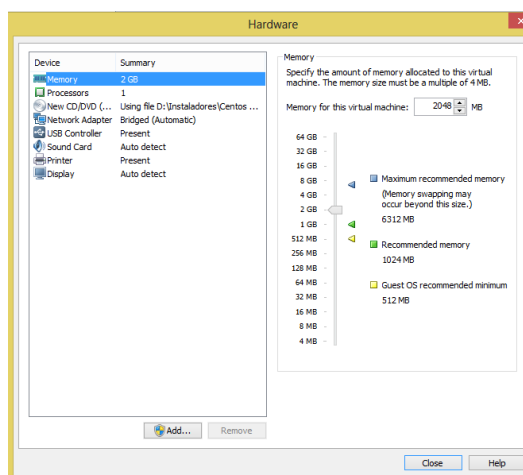 Hardware
Device Summary
Memory 2 GB
Processors 1
New CD/DVD (... Using file D:\Instaladores\Centos ...
Network Adapter Bridged (Automatic)
USB Controller Present
Sound Card Auto detect
Printer Present
Display Auto detect
Add... Remove
Memory
Specify the amount of memory allocated to this virtual
machine. The memory size must be a multiple of 4 MB.
Memory for this virtual machine: 2048 MB
64 GB
32 GB
16 GB
8 GB
4 GB
2 GB
1 GB
512 MB
256 MB
128 MB
64 MB
32 MB
16 MB
8 MB
4 MB
Maximum recommended memory
(Memory swapping may
occur beyond this size.)
6312 MB
Recommended memory
1024 MB
Guest OS recommended minimum
512 MB
Close Help